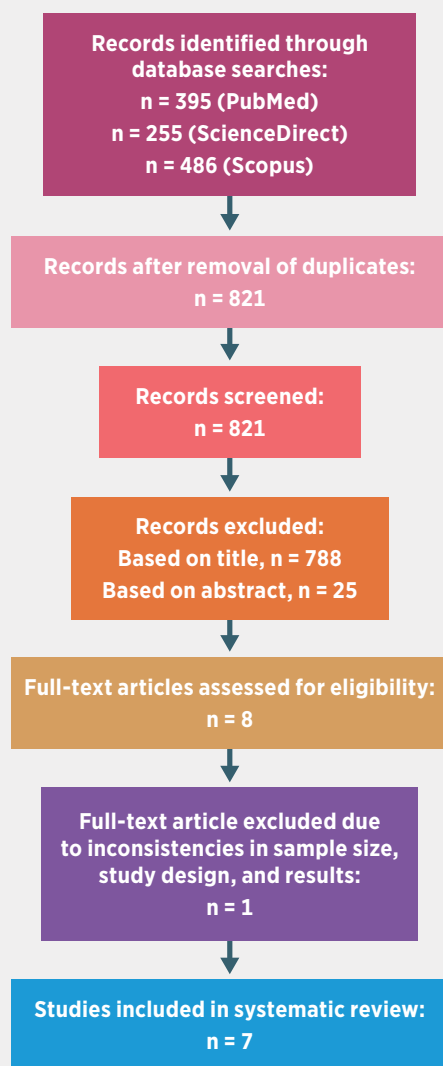 Records identified through
database searches:
n = 395 (PubMed)
n = 255 (ScienceDirect)
n = 486 (Scopus)
Records after removal of duplicates:
n = 821
Records screened:
n = 821
Records excluded:
Based on title, n = 788
Based on abstract, n = 25
Full-text articles assessed for eligibility:
n = 8
Full-text article excluded due
to inconsistencies in sample size,
study design, and results:
n = 1
Studies included in systematic review:
n = 7